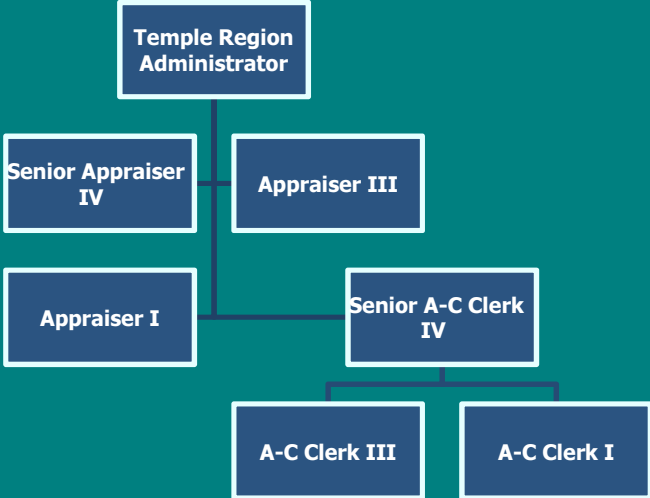 Temple Region
Administrator
Senior Appraiser
IV
Appraiser III
Appraiser I
Senior A-C Clerk
IV
A-C Clerk III
A-C Clerk I